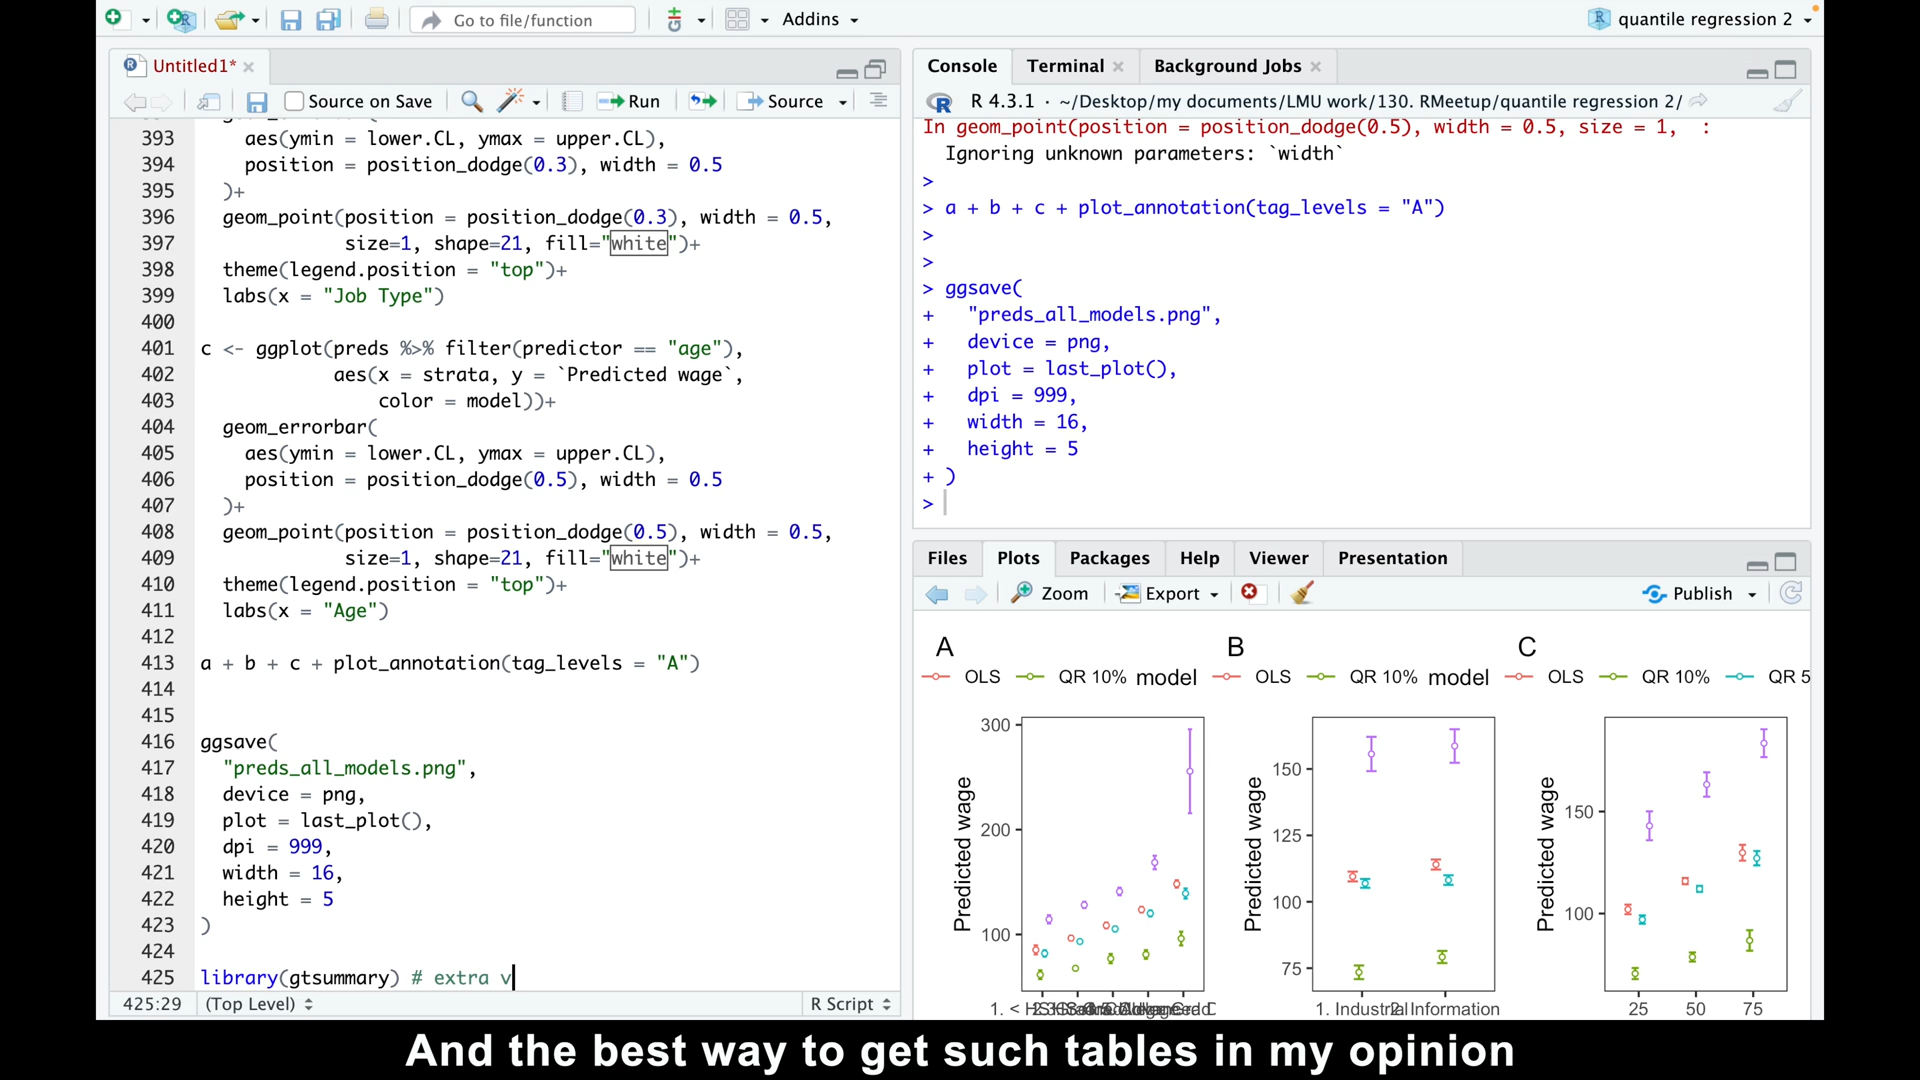 Go to file/function
Addins
quantile regression 2
Untitled1*
Source on Save
Run
Source
393 aes(ymin = lower.CL, ymax = upper.CL),
394 position = position_dodge(0.3), width = 0.5
395 )+
396 geom_point(position = position_dodge(0.3), width = 0.5,
397 size=1, shape=21, fill="white")+
398 theme(legend.position = "top")+
399 labs(x = "Job Type")
400
401 c <- ggplot(preds %>% filter(predictor == "age"),
402 aes(x = strata, y = `Predicted wage`,
403 color = model))+
404 geom_errorbar(
405 aes(ymin = lower.CL, ymax = upper.CL),
406 position = position_dodge(0.5), width = 0.5
407 )+
408 geom_point(position = position_dodge(0.5), width = 0.5,
409 size=1, shape=21, fill="white")+
410 theme(legend.position = "top")+
411 labs(x = "Age")
412
413 a + b + c + plot_annotation(tag_levels = "A")
414
415
416 ggsave(
417 "preds_all_models.png",
418 device = png,
419 plot = last_plot(),
420 dpi = 999,
421 width = 16,
422 height = 5
423 )
424
425 library(gtsummary) # extra v
425:29 (Top Level) R Script
Console Terminal Background Jobs
R 4.3.1 · ~/Desktop/my documents/LMU work/130. RMeetup/quantile regression 2/
In geom_point(position = position_dodge(0.5), width = 0.5, size = 1, :
Ignoring unknown parameters: `width`
>
> a + b + c + plot_annotation(tag_levels = "A")
>
>
> ggsave(
+ "preds_all_models.png",
+ device = png,
+ plot = last_plot(),
+ dpi = 999,
+ width = 16,
+ height = 5
+ )
>
Files Plots Packages Help Viewer Presentation
Zoom Export Publish
A B C
OLS QR 10% model OLS QR 10% model OLS QR 10% QR 5
Predicted wage
300
200
100
Predicted wage
150
125
100
75
1. Industrial 2. Information
Predicted wage
150
100
25 50 75
And the best way to get such tables in my opinion